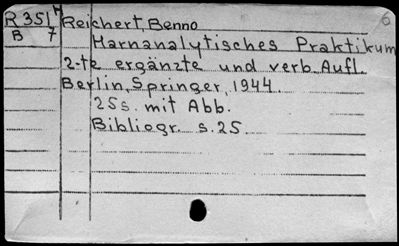 R 351 Reichert, Benno
B 7 Harnanalytisches Praktikum
2-te ergänzte und verb. Aufl.
Berlin, Springer, 1944.
25s. mit Abb.
Bibliogr. s. 25
6